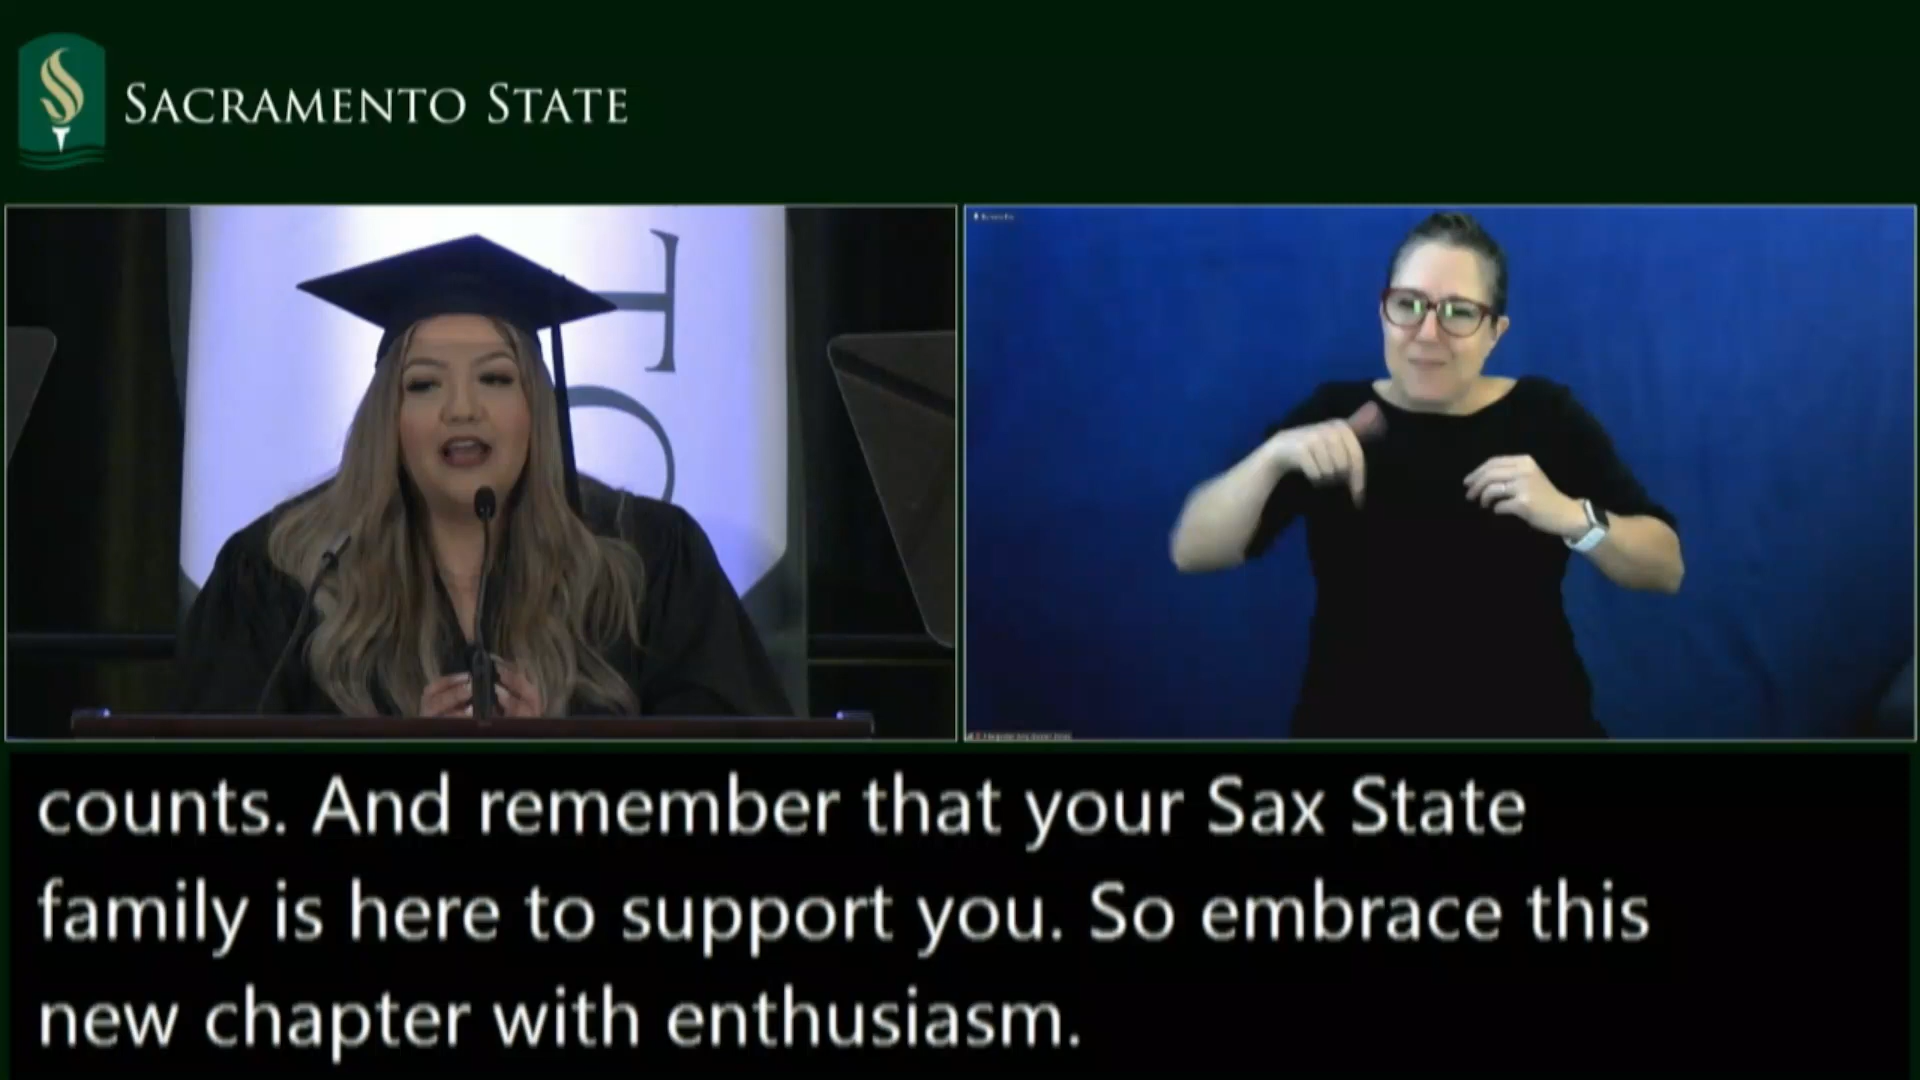 SACRAMENTO STATE
T
O
counts. And remember that your Sax State
family is here to support you. So embrace this
new chapter with enthusiasm.